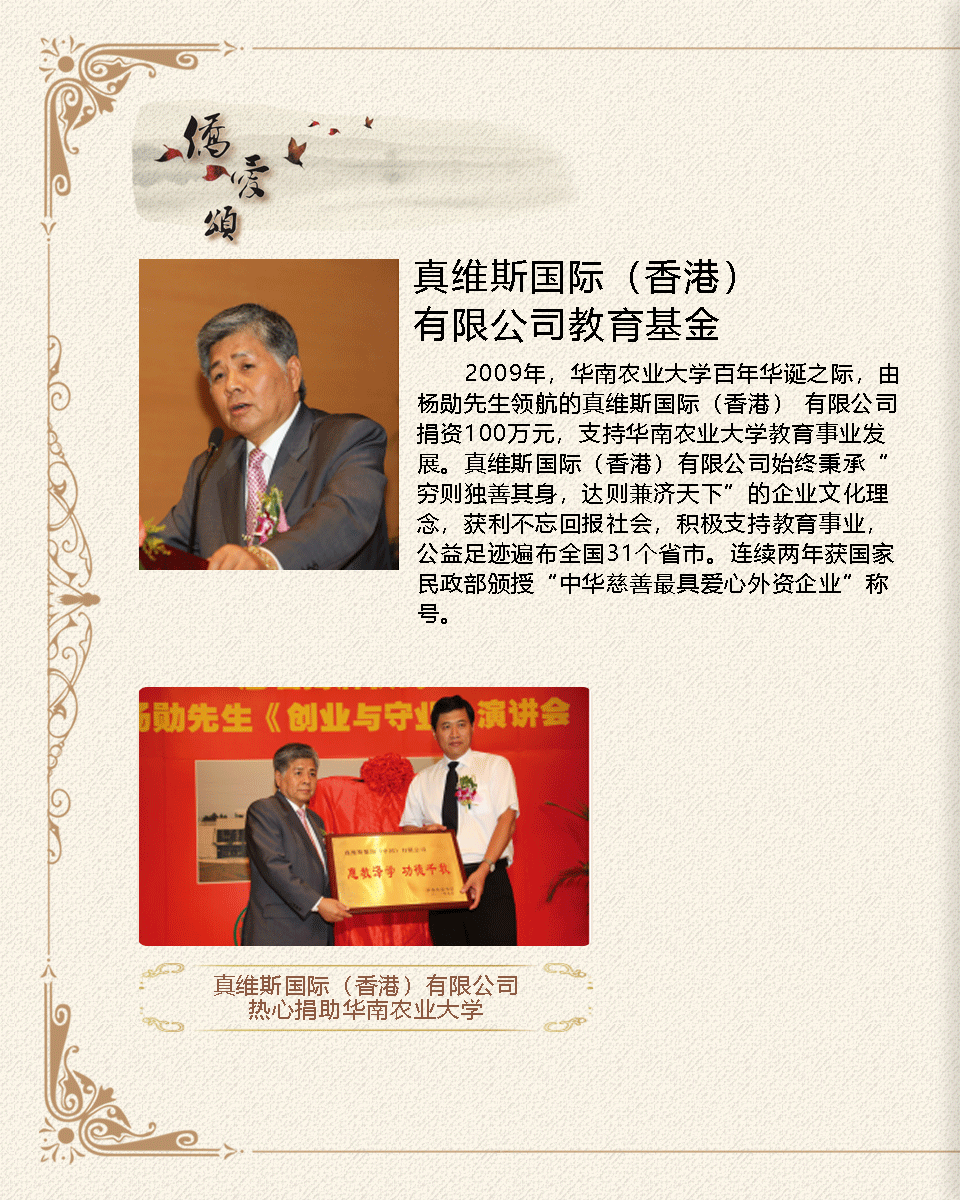 僑
愛
頌
真维斯国际（香港）
有限公司教育基金
2009年，华南农业大学百年华诞之际，由
杨勋先生领航的真维斯国际（香港） 有限公司
捐资100万元，支持华南农业大学教育事业发
展。真维斯国际（香港）有限公司始终秉承“
穷则独善其身，达则兼济天下”的企业文化理
念，获利不忘回报社会，积极支持教育事业，
公益足迹遍布全国31个省市。连续两年获国家
民政部颁授“中华慈善最具爱心外资企业”称
号。
杨勋先生《创业与守业》演讲会
惠教泽学 功德千秋
真维斯国际（香港）有限公司
热心捐助华南农业大学